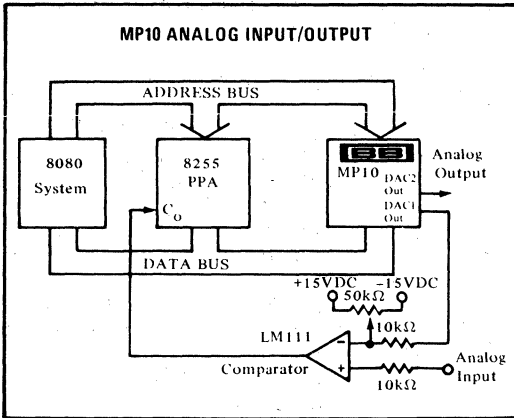 MP10 ANALOG INPUT/OUTPUT
ADDRESS BUS
8080
System
8255
PPA
C₀
BB
MP10
DAC2
Out
DAC1
Out
Analog
Output
DATA BUS
+15VDC
-15VDC
50kΩ
10kΩ
LM111
Comparator
-
+
10kΩ
Analog
Input